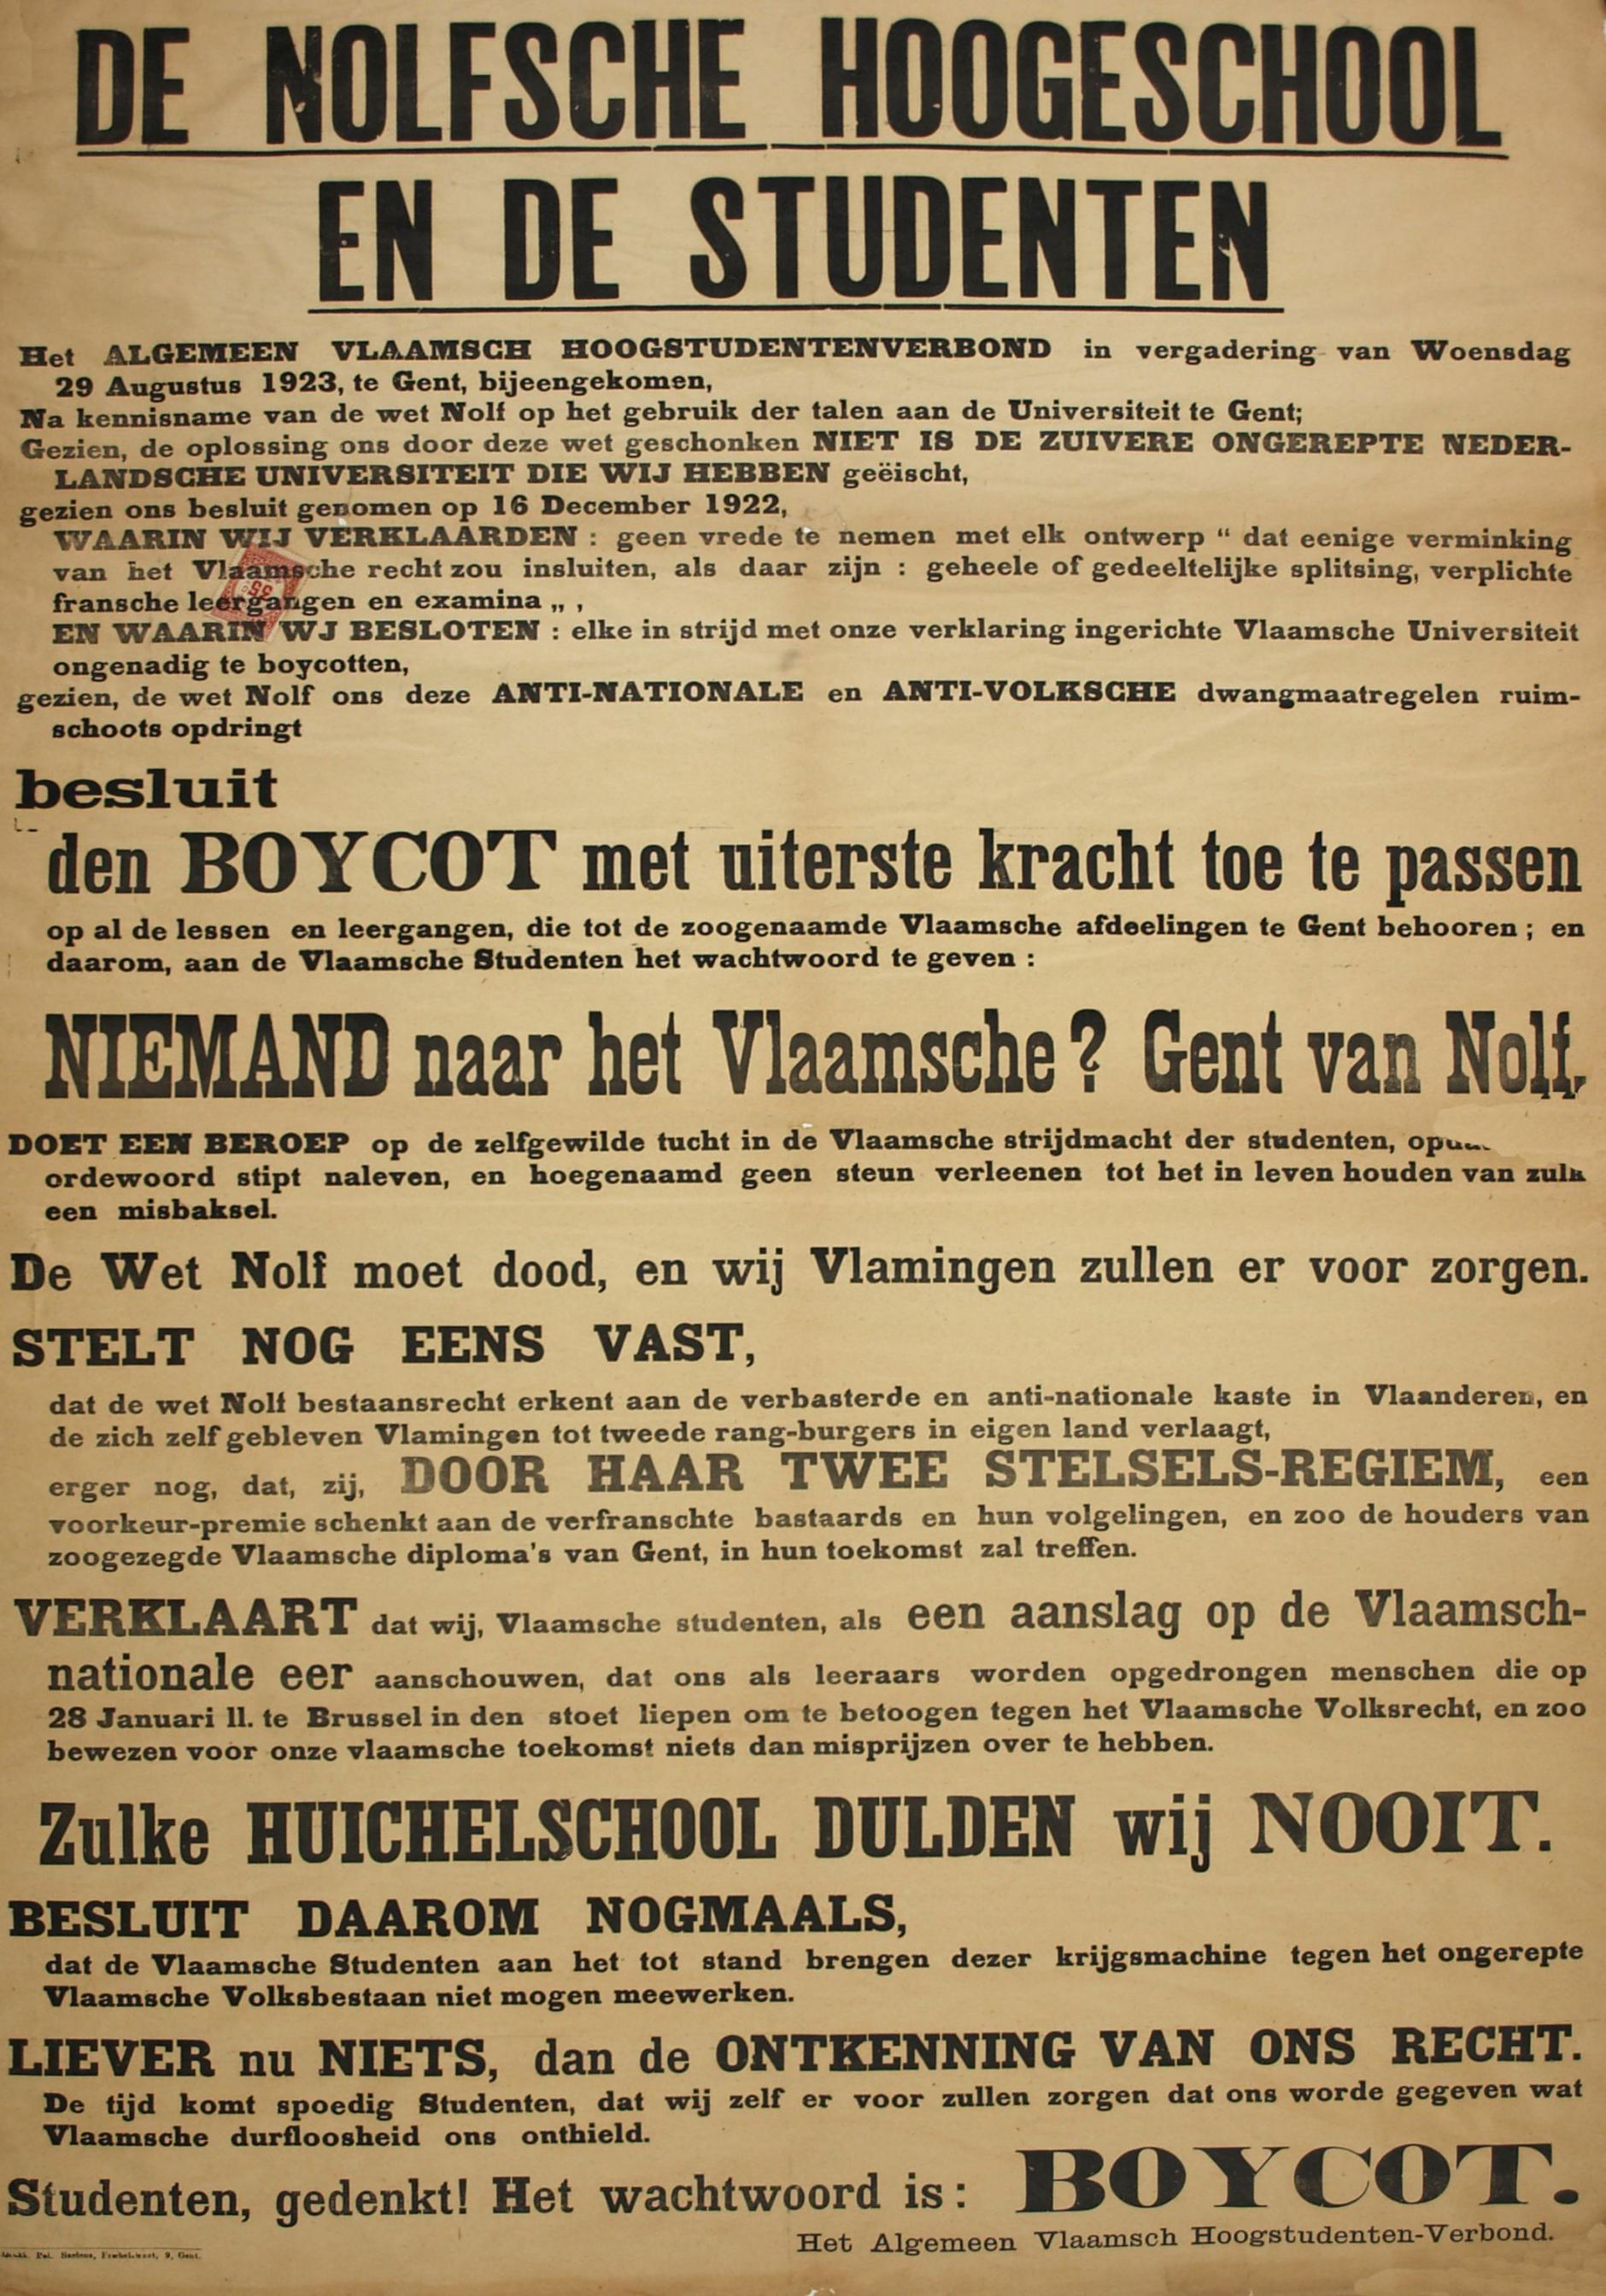 DE NOLFSCHE HOOGESCHOOL
EN DE STUDENTEN
Het ALGEMEEN VLAAMSCH HOOGSTUDENTENVERBOND in vergadering van Woensdag
29 Augustus 1923, te Gent, bijeengekomen,
Na kennisname van de wet Nolf op het gebruik der talen aan de Universiteit te Gent;
Gezien, de oplossing ons door deze wet geschonken NIET IS DE ZUIVERE ONGEREPTE NEDER-
LANDSCHE UNIVERSITEIT DIE WIJ HEBBEN geëischt,
gezien ons besluit genomen op 16 December 1922,
WAARIN WIJ VERKLAARDEN : geen vrede te nemen met elk ontwerp “ dat eenige verminking
van het Vlaamsche recht zou insluiten, als daar zijn : geheele of gedeeltelijke splitsing, verplichte
fransche leergangen en examina „ ,
EN WAARIN WJ BESLOTEN : elke in strijd met onze verklaring ingerichte Vlaamsche Universiteit
ongenadig te boycotten,
gezien, de wet Nolf ons deze ANTI-NATIONALE en ANTI-VOLKSCHE dwangmaatregelen ruim-
schoots opdringt
besluit
den BOYCOT met uiterste kracht toe te passen
op al de lessen en leergangen, die tot de zoogenaamde Vlaamsche afdeelingen te Gent behooren ; en
daarom, aan de Vlaamsche Studenten het wachtwoord te geven :
NIEMAND naar het Vlaamsche ? Gent van Nolf,
DOET EEN BEROEP op de zelfgewilde tucht in de Vlaamsche strijdmacht der studenten,
ordewoord stipt naleven, en hoegenaamd geen steun verleenen tot het in leven houden van zulk
een misbaksel.
De Wet Nolf moet dood, en wij Vlamingen zullen er voor zorgen.
STELT NOG EENS VAST,
dat de wet Nolf bestaansrecht erkent aan de verbasterde en anti-nationale kaste in Vlaanderen, en
de zich zelf gebleven Vlamingen tot tweede rang-burgers in eigen land verlaagt,
erger nog, dat, zij, DOOR HAAR TWEE STELSELS-REGIEM, een
voorkeur-premie schenkt aan de verfranschte bastaards en hun volgelingen, en zoo de houders van
zoogezegde Vlaamsche diploma's van Gent, in hun toekomst zal treffen.
VERKLAART dat wij, Vlaamsche studenten, als een aanslag op de Vlaamsch-
nationale eer aanschouwen, dat ons als leeraars worden opgedrongen menschen die op
28 Januari ll. te Brussel in den stoet liepen om te betoogen tegen het Vlaamsche Volksrecht, en zoo
bewezen voor onze vlaamsche toekomst niets dan misprijzen over te hebben.
Zulke HUICHELSCHOOL DULDEN wij NOOIT.
BESLUIT DAAROM NOGMAALS,
dat de Vlaamsche Studenten aan het tot stand brengen dezer krijgsmachine tegen het ongerepte
Vlaamsche Volksbestaan niet mogen meewerken.
LIEVER nu NIETS, dan de ONTKENNING VAN ONS RECHT.
De tijd komt spoedig Studenten, dat wij zelf er voor zullen zorgen dat ons worde gegeven wat
Vlaamsche durfloosheid ons onthield.
Studenten, gedenkt! Het wachtwoord is : BOYCOT.
Het Algemeen Vlaamsch Hoogstudenten-Verbond.
9, Gent.